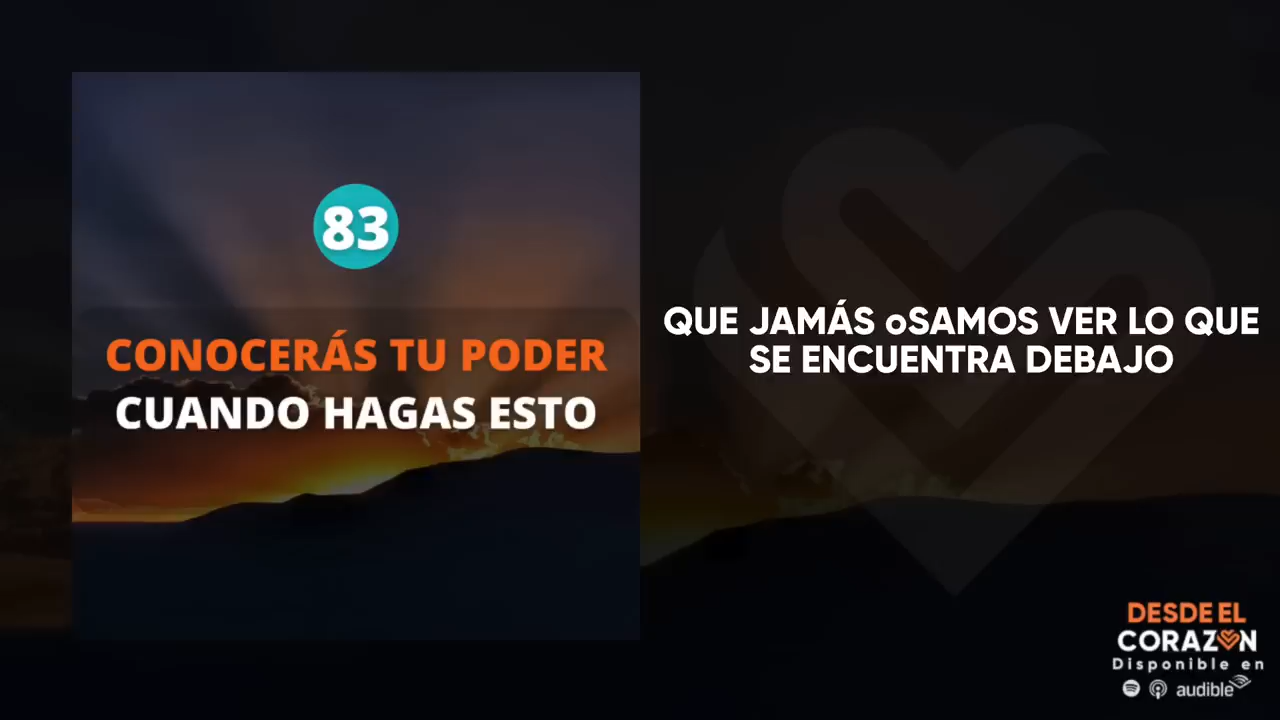 83
CONOCERÁS TU PODER
CUANDO HAGAS ESTO
QUE JAMÁS oSAMOS VER LO QUE
SE ENCUENTRA DEBAJO
DESDE EL
CORAZÓN
Disponible en
audible